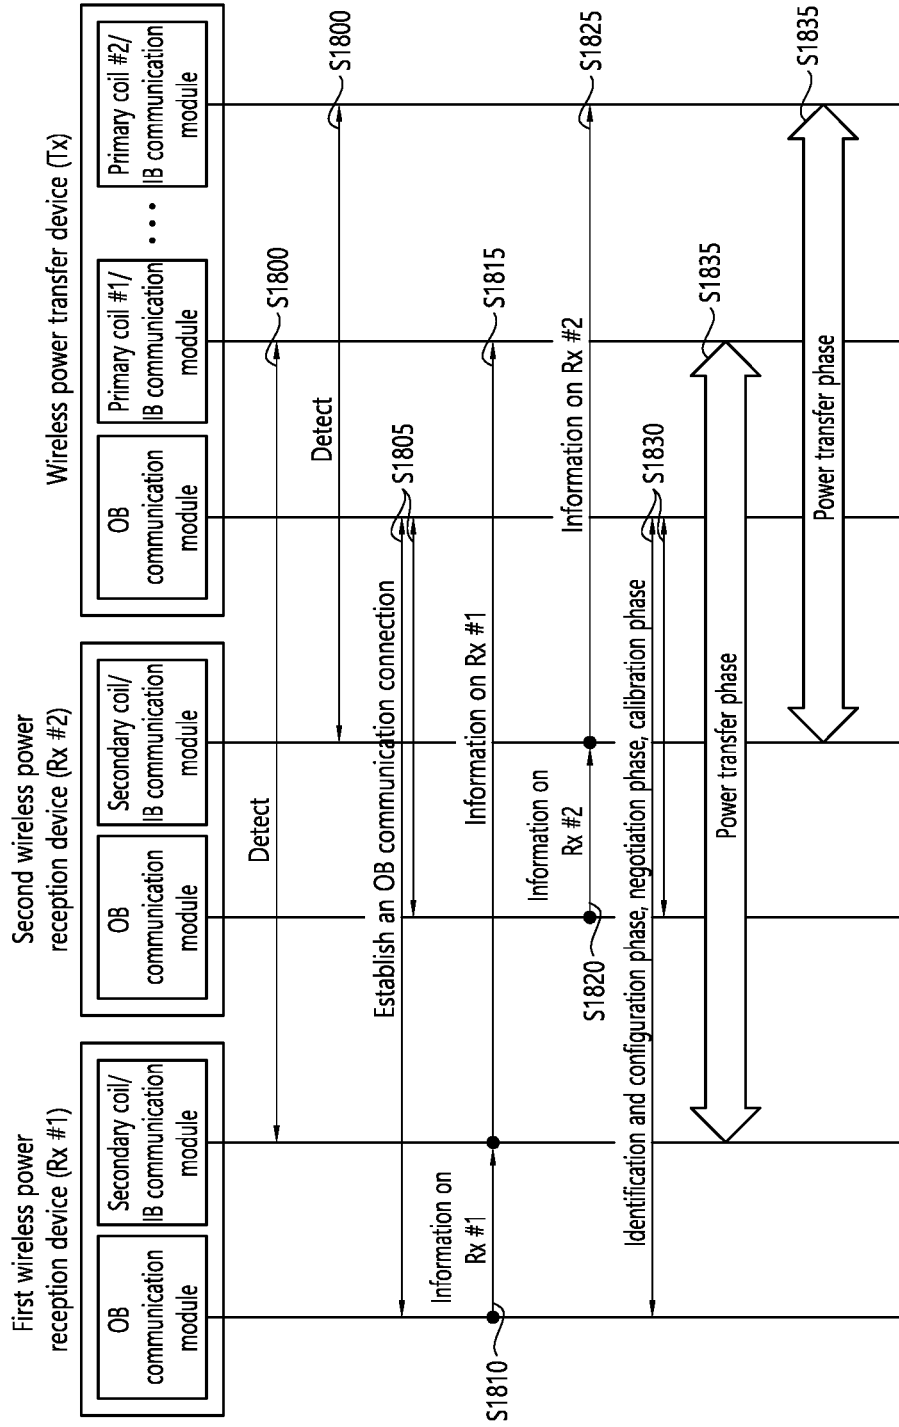 First wireless power
reception device (Rx #1)
Second wireless power
reception device (Rx #2)
Wireless power transfer device (Tx)
OB
communication
module
Secondary coil/
IB communication
module
OB
communication
module
Secondary coil/
IB communication
module
OB
communication
module
Primary coil #1/
IB communication
module
Primary coil #2/
IB communication
module
Detect
S1800
Detect
S1800
Establish an OB communication connection
S1805
S1810
Information on
Rx #1
Information on Rx #1
S1815
S1820
Information on
Rx #2
Information on Rx #2
S1825
Identification and configuration phase, negotiation phase, calibration phase
S1830
Power transfer phase
S1835
Power transfer phase
S1835